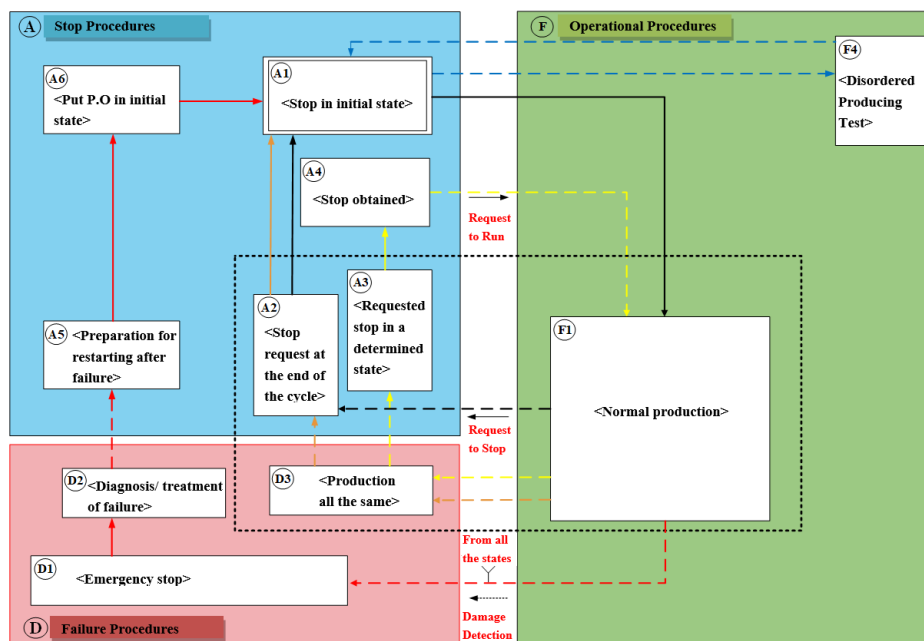 A
Stop Procedures
F
Operational Procedures
A6
<Put P.O in initial
state>
A1
<Stop in initial state>
F4
<Disordered
Producing
Test>
A4
<Stop obtained>
Request
to Run
A3
<Requested
stop in a
determined
state>
A2
<Stop
request at
the end of
the cycle>
A5
<Preparation for
restarting after
failure>
F1
<Normal production>
Request
to Stop
D2
<Diagnosis/ treatment
of failure>
D3
<Production
all the same>
From all
the states
D1
<Emergency stop>
Damage
Detection
D
Failure Procedures